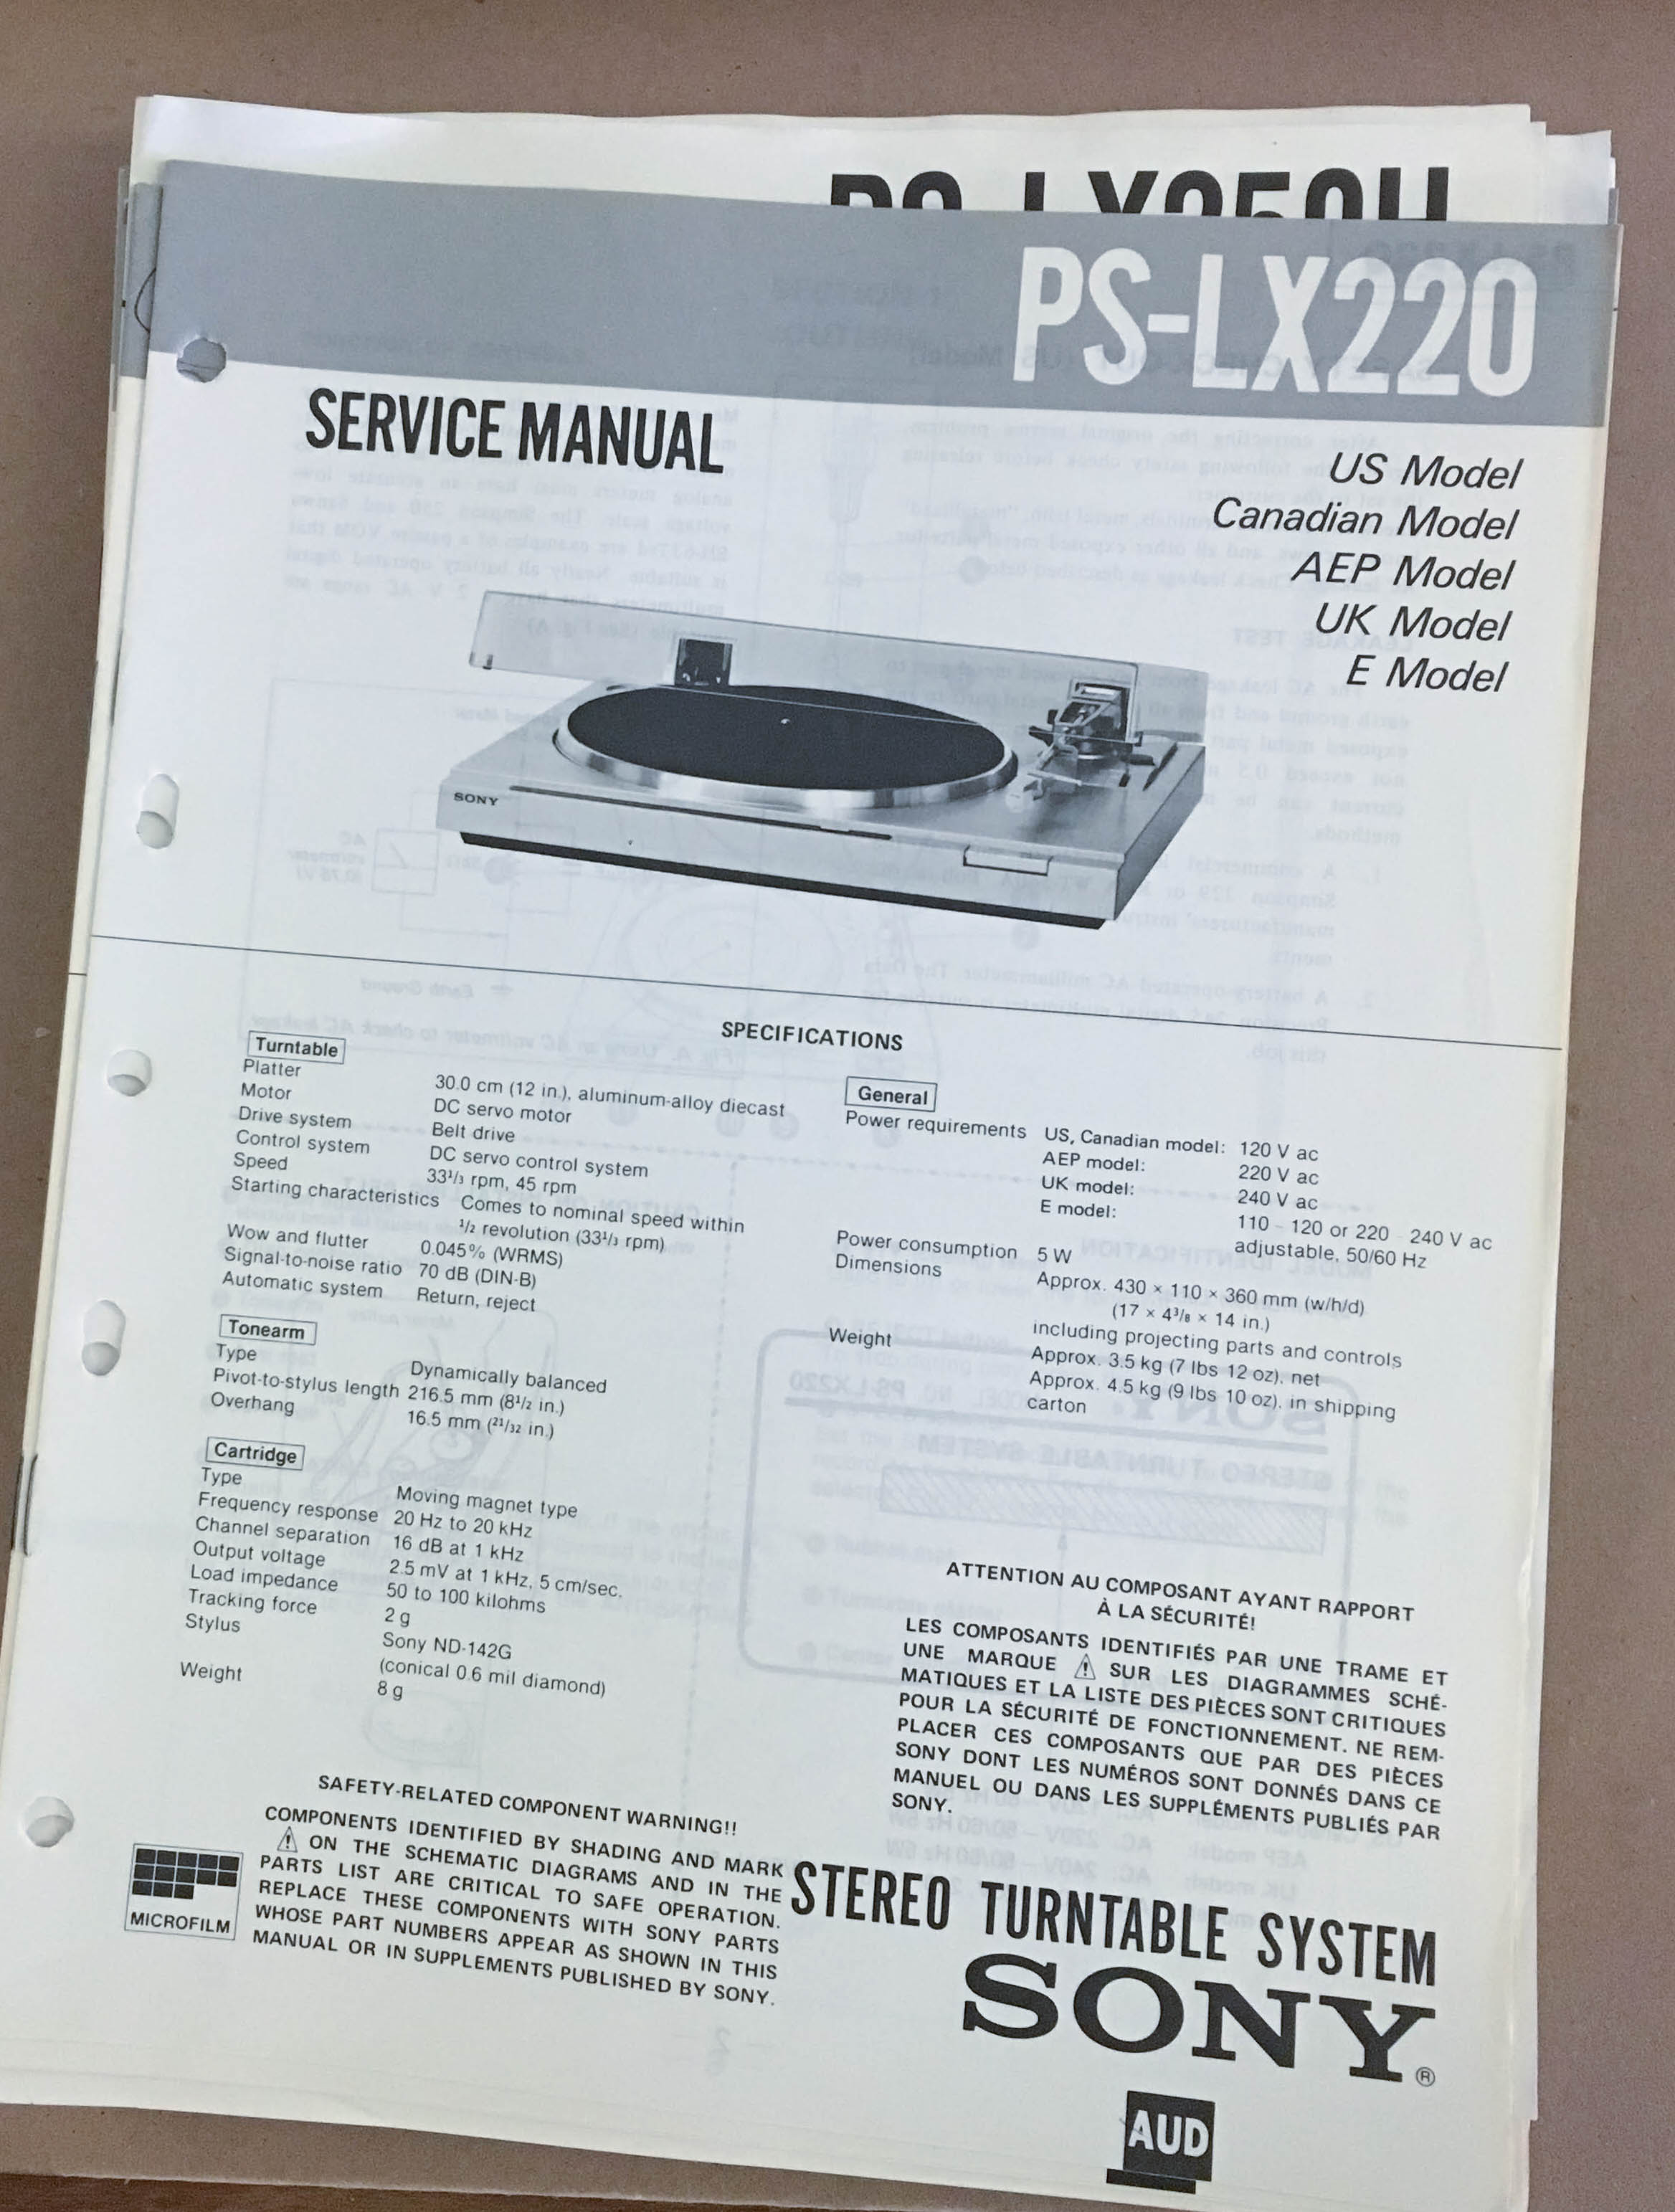 PS-LX250H
PS-LX220
SERVICE MANUAL
US Model
Canadian Model
AEP Model
UK Model
E Model
SONY
SPECIFICATIONS
Turntable
Platter 30.0 cm (12 in.), aluminum-alloy diecast
Motor DC servo motor
Drive system Belt drive
Control system DC servo control system
Speed 33¹/₃ rpm, 45 rpm
Starting characteristics Comes to nominal speed within
¹/₂ revolution (33¹/₃ rpm)
Wow and flutter 0.045% (WRMS)
Signal-to-noise ratio 70 dB (DIN-B)
Automatic system Return, reject
Tonearm
Type Dynamically balanced
Pivot-to-stylus length 216.5 mm (8¹/₂ in.)
Overhang 16.5 mm (²¹/₃₂ in.)
Cartridge
Type Moving magnet type
Frequency response 20 Hz to 20 kHz
Channel separation 16 dB at 1 kHz
Output voltage 2.5 mV at 1 kHz, 5 cm/sec.
Load impedance 50 to 100 kilohms
Tracking force 2 g
Stylus Sony ND-142G
(conical 0.6 mil diamond)
Weight 8 g
General
Power requirements US, Canadian model: 120 V ac
AEP model: 220 V ac
UK model: 240 V ac
E model: 110 - 120 or 220 - 240 V ac
adjustable, 50/60 Hz
Power consumption 5 W
Dimensions Approx. 430 × 110 × 360 mm (w/h/d)
(17 × 4³/₈ × 14 in.)
including projecting parts and controls
Weight Approx. 3.5 kg (7 lbs 12 oz), net
Approx. 4.5 kg (9 lbs 10 oz), in shipping
carton
ATTENTION AU COMPOSANT AYANT RAPPORT
À LA SÉCURITÉ!
LES COMPOSANTS IDENTIFIÉS PAR UNE TRAME ET
UNE MARQUE ⚠ SUR LES DIAGRAMMES SCHÉ-
MATIQUES ET LA LISTE DES PIÈCES SONT CRITIQUES
POUR LA SÉCURITÉ DE FONCTIONNEMENT. NE REM-
PLACER CES COMPOSANTS QUE PAR DES PIÈCES
SONY DONT LES NUMÉROS SONT DONNÉS DANS CE
MANUEL OU DANS LES SUPPLÉMENTS PUBLIÉS PAR
SONY.
SAFETY-RELATED COMPONENT WARNING!!
COMPONENTS IDENTIFIED BY SHADING AND MARK
⚠ ON THE SCHEMATIC DIAGRAMS AND IN THE
PARTS LIST ARE CRITICAL TO SAFE OPERATION.
REPLACE THESE COMPONENTS WITH SONY PARTS
WHOSE PART NUMBERS APPEAR AS SHOWN IN THIS
MANUAL OR IN SUPPLEMENTS PUBLISHED BY SONY.
MICROFILM
STEREO TURNTABLE SYSTEM
SONY®
AUD